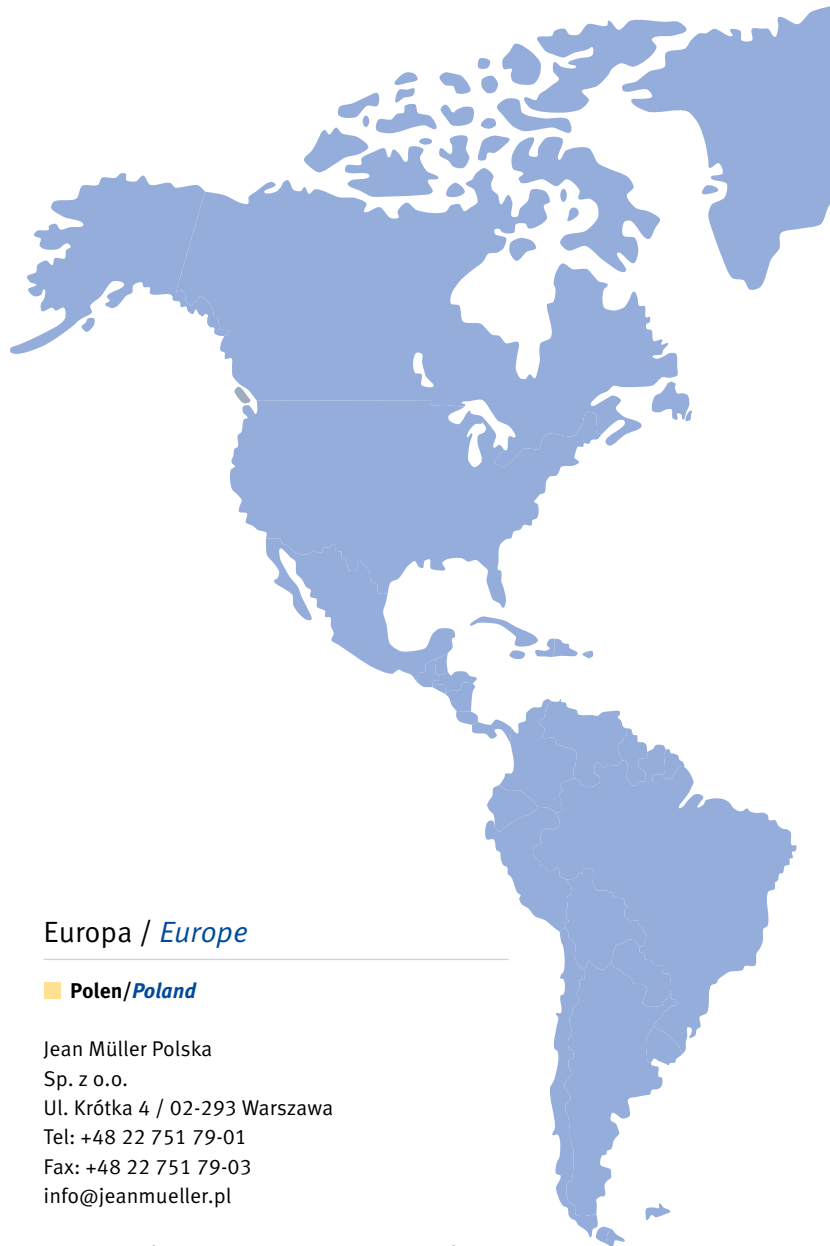 Europa / Europe
Polen/Poland
Jean Müller Polska
Sp. z o.o.
Ul. Krótka 4 / 02-293 Warszawa
Tel: +48 22 751 79-01
Fax: +48 22 751 79-03
info@jeanmueller.pl